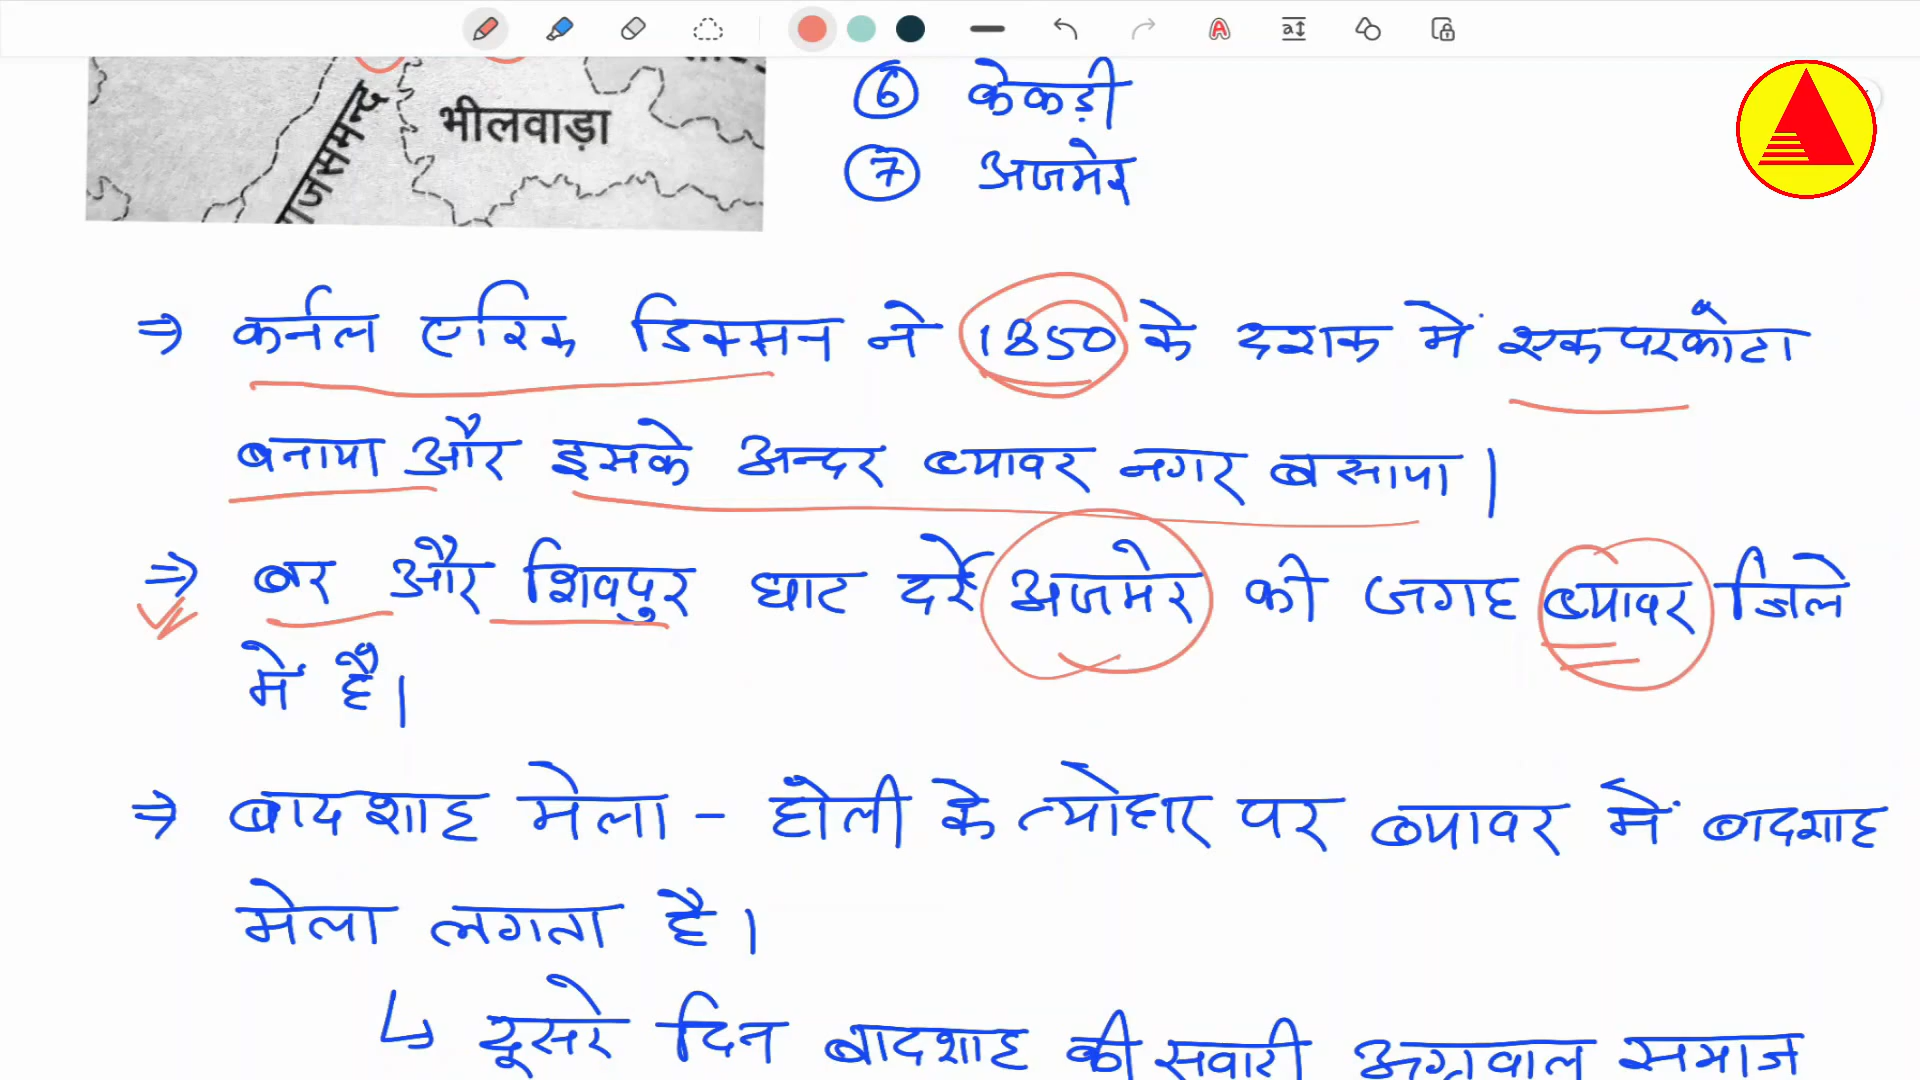 ⑥ केकड़ी
भीलवाड़ा
राजसमन्द
⑦ अजमेर
⇒ कर्नल एरिक डिक्सन ने 1850 के दशक में एक परकोटा
बनाया और इसके अन्दर ब्यावर नगर बसाया।
⇒ बर और शिवपुर घाट दर्रे अजमेर की जगह ब्यावर जिले
में हैं।
⇒ बादशाह मेला - होली के त्योहार पर ब्यावर में बादशाह
मेला लगता है।
↳ दूसरे दिन बादशाह की सवारी अग्रवाल समाज